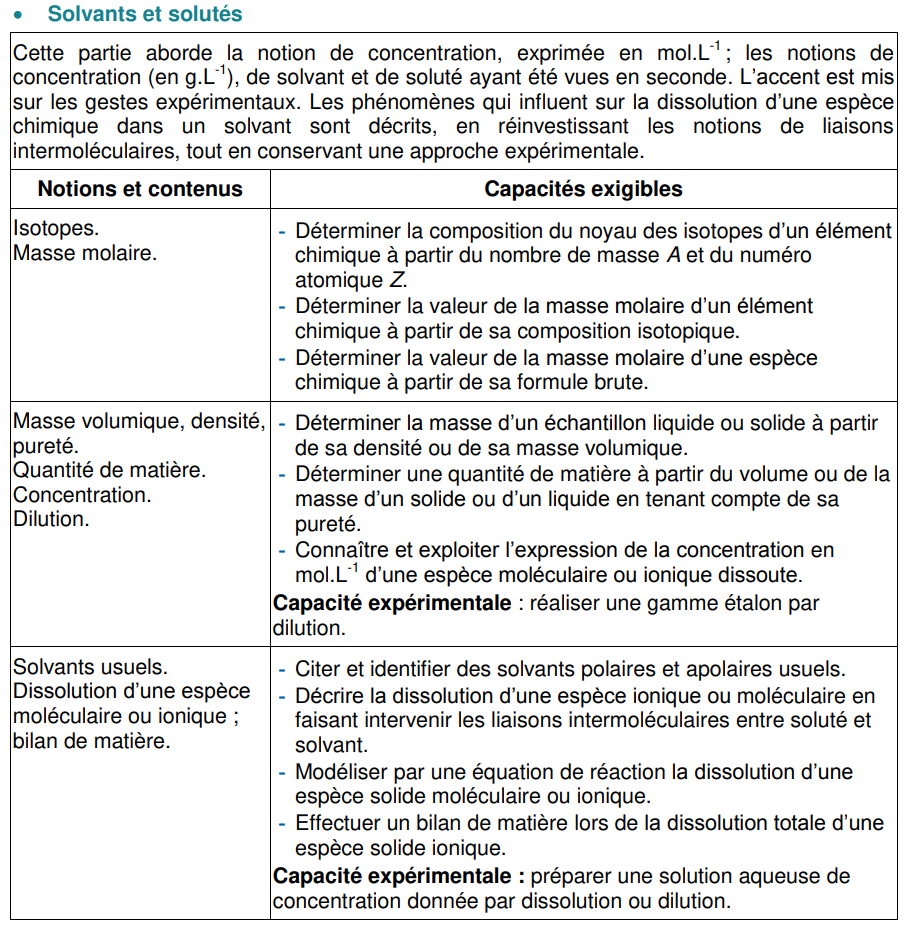 • Solvants et solutés
Cette partie aborde la notion de concentration, exprimée en mol.L⁻¹ ; les notions de
concentration (en g.L⁻¹), de solvant et de soluté ayant été vues en seconde. L’accent est mis
sur les gestes expérimentaux. Les phénomènes qui influent sur la dissolution d’une espèce
chimique dans un solvant sont décrits, en réinvestissant les notions de liaisons
intermoléculaires, tout en conservant une approche expérimentale.
Notions et contenus
Capacités exigibles
Isotopes.
Masse molaire.
- Déterminer la composition du noyau des isotopes d’un élément
chimique à partir du nombre de masse A et du numéro
atomique Z.
- Déterminer la valeur de la masse molaire d’un élément
chimique à partir de sa composition isotopique.
- Déterminer la valeur de la masse molaire d’une espèce
chimique à partir de sa formule brute.
Masse volumique, densité,
pureté.
Quantité de matière.
Concentration.
Dilution.
- Déterminer la masse d’un échantillon liquide ou solide à partir
de sa densité ou de sa masse volumique.
- Déterminer une quantité de matière à partir du volume ou de la
masse d’un solide ou d’un liquide en tenant compte de sa
pureté.
- Connaître et exploiter l’expression de la concentration en
mol.L⁻¹ d’une espèce moléculaire ou ionique dissoute.
Capacité expérimentale : réaliser une gamme étalon par
dilution.
Solvants usuels.
Dissolution d’une espèce
moléculaire ou ionique ;
bilan de matière.
- Citer et identifier des solvants polaires et apolaires usuels.
- Décrire la dissolution d’une espèce ionique ou moléculaire en
faisant intervenir les liaisons intermoléculaires entre soluté et
solvant.
- Modéliser par une équation de réaction la dissolution d’une
espèce solide moléculaire ou ionique.
- Effectuer un bilan de matière lors de la dissolution totale d’une
espèce solide ionique.
Capacité expérimentale : préparer une solution aqueuse de
concentration donnée par dissolution ou dilution.